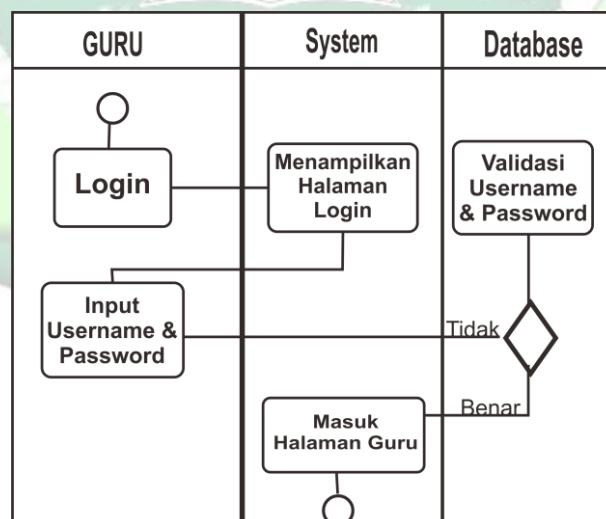 GURU
System
Database
Login
Menampilkan
Halaman
Login
Validasi
Username
& Password
Input
Username &
Password
Tidak
Benar
Masuk
Halaman Guru